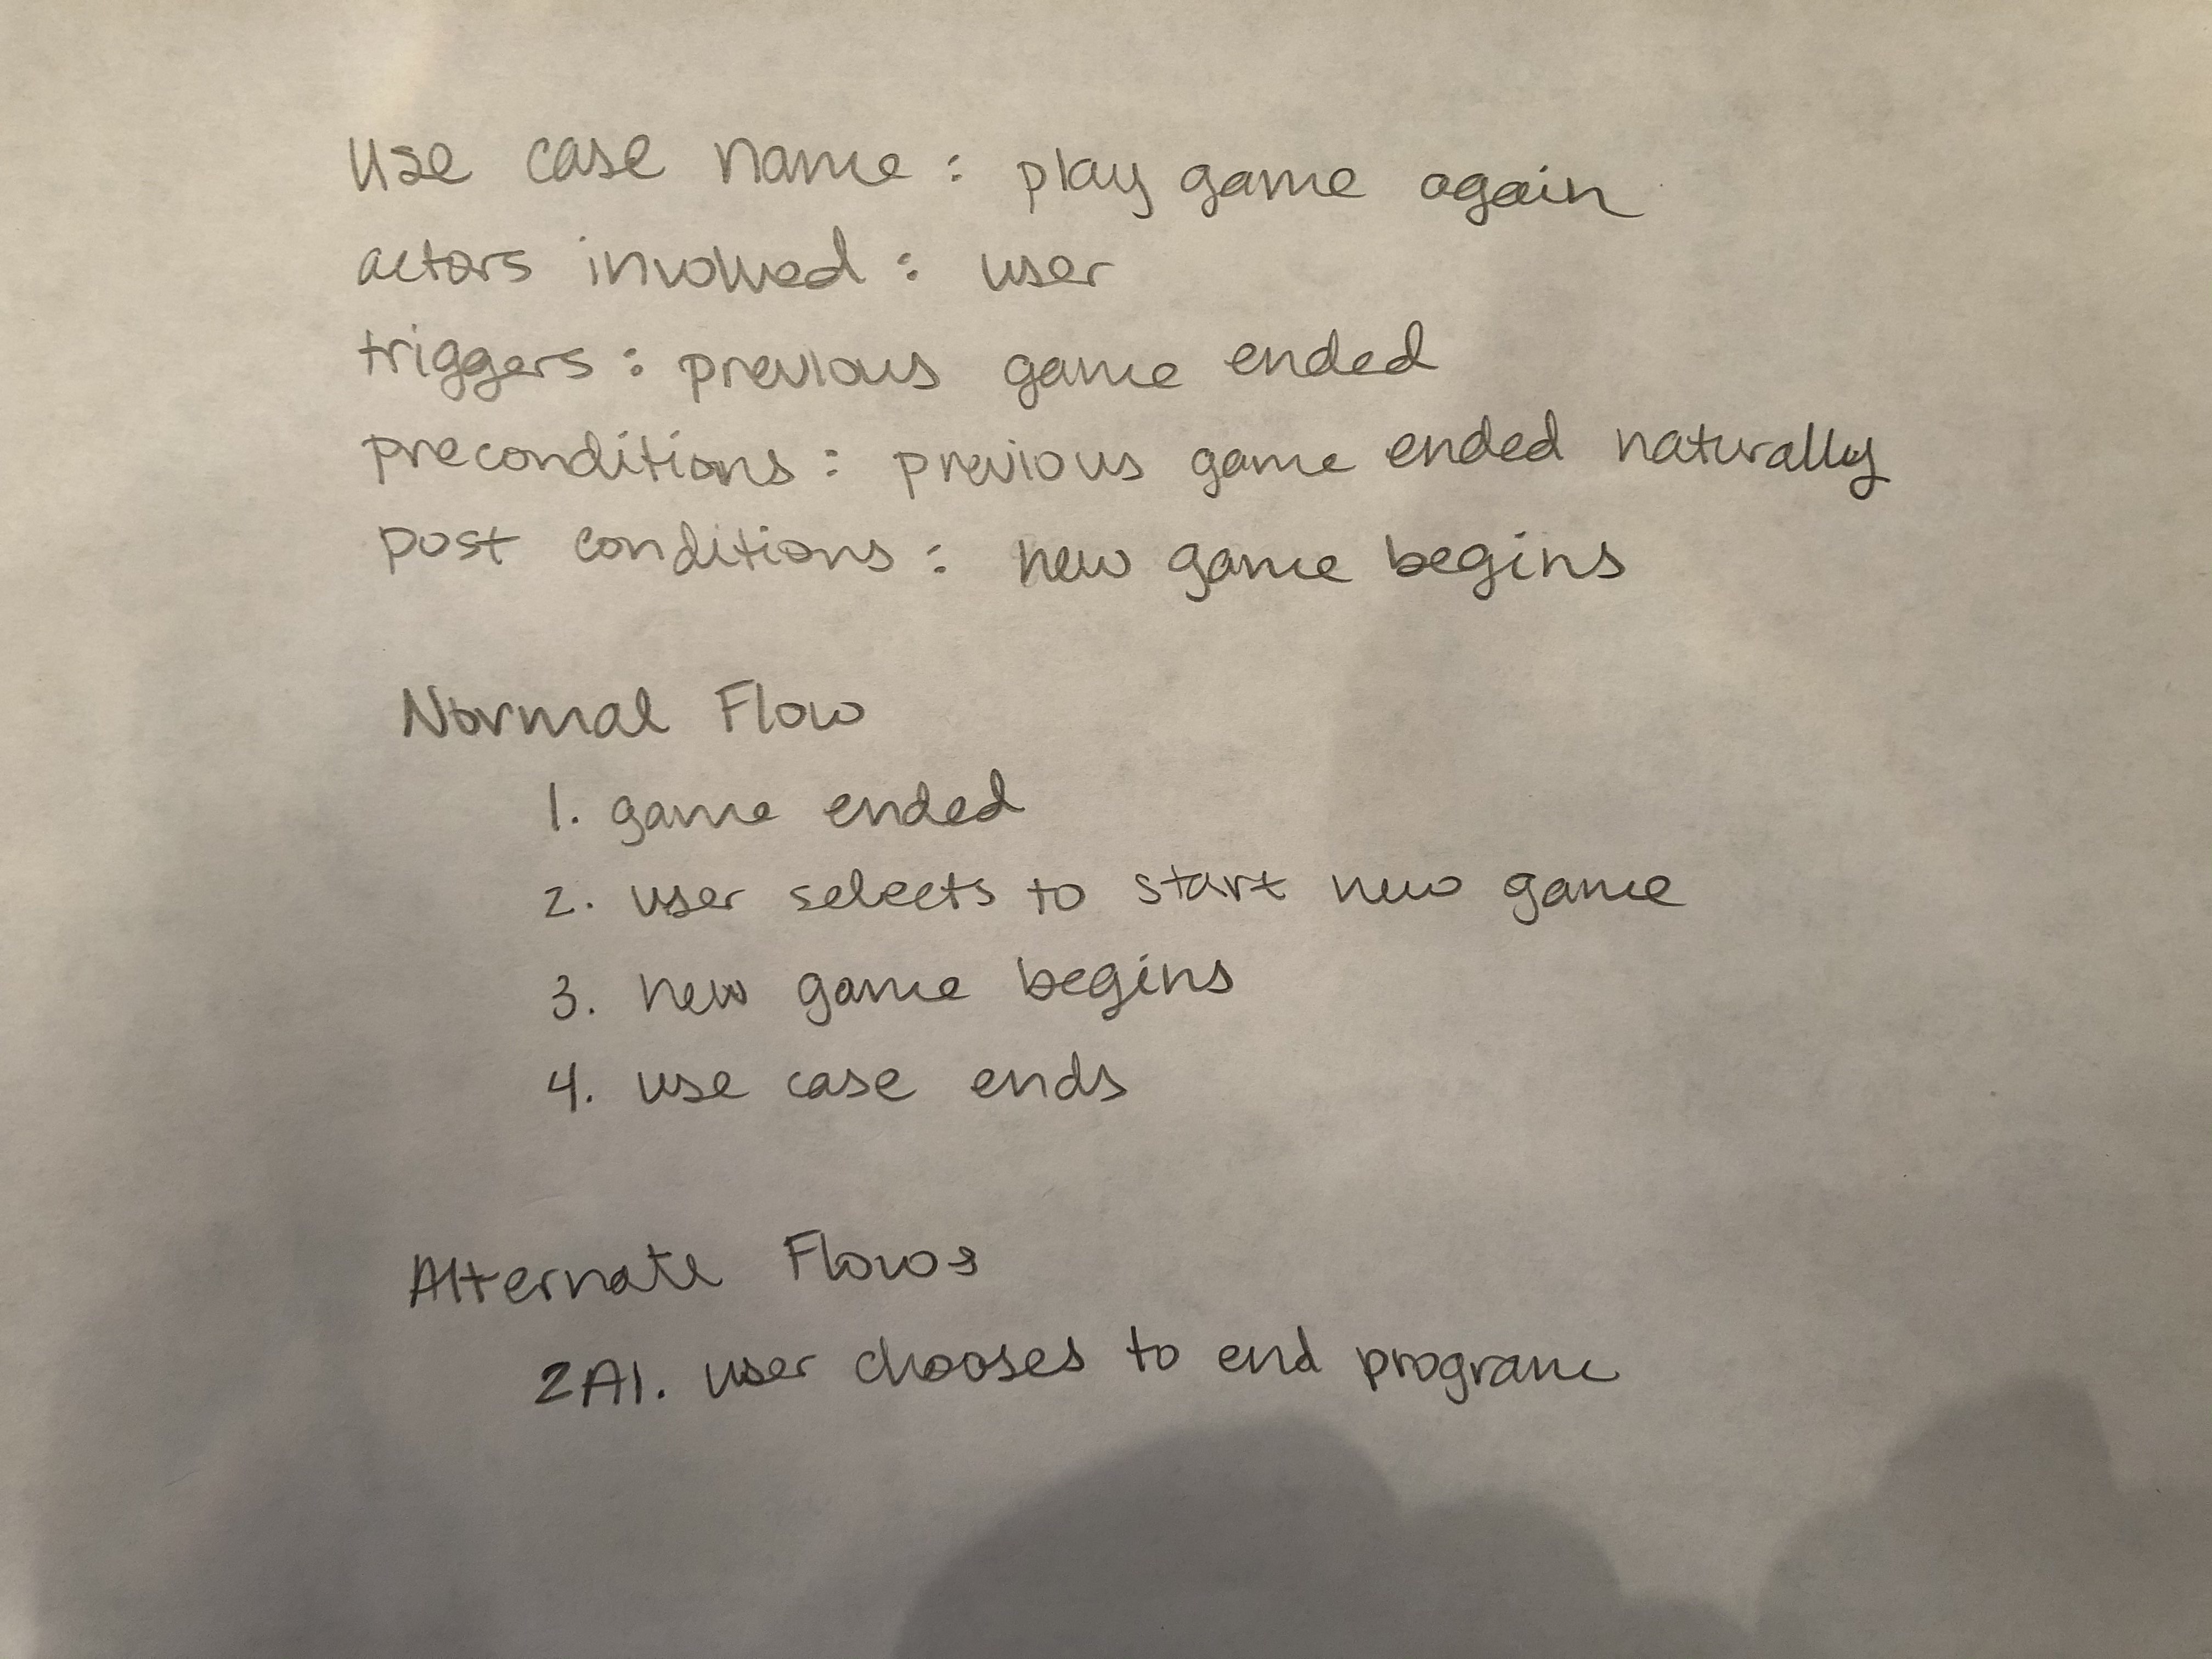 Use case name : play game again
actors involved : user
triggers : previous game ended
preconditions : previous game ended naturally
post conditions : new game begins
Normal Flow
1. game ended
2. user selects to start new game
3. new game begins
4. use case ends
Alternate Flows
2A1. user chooses to end program